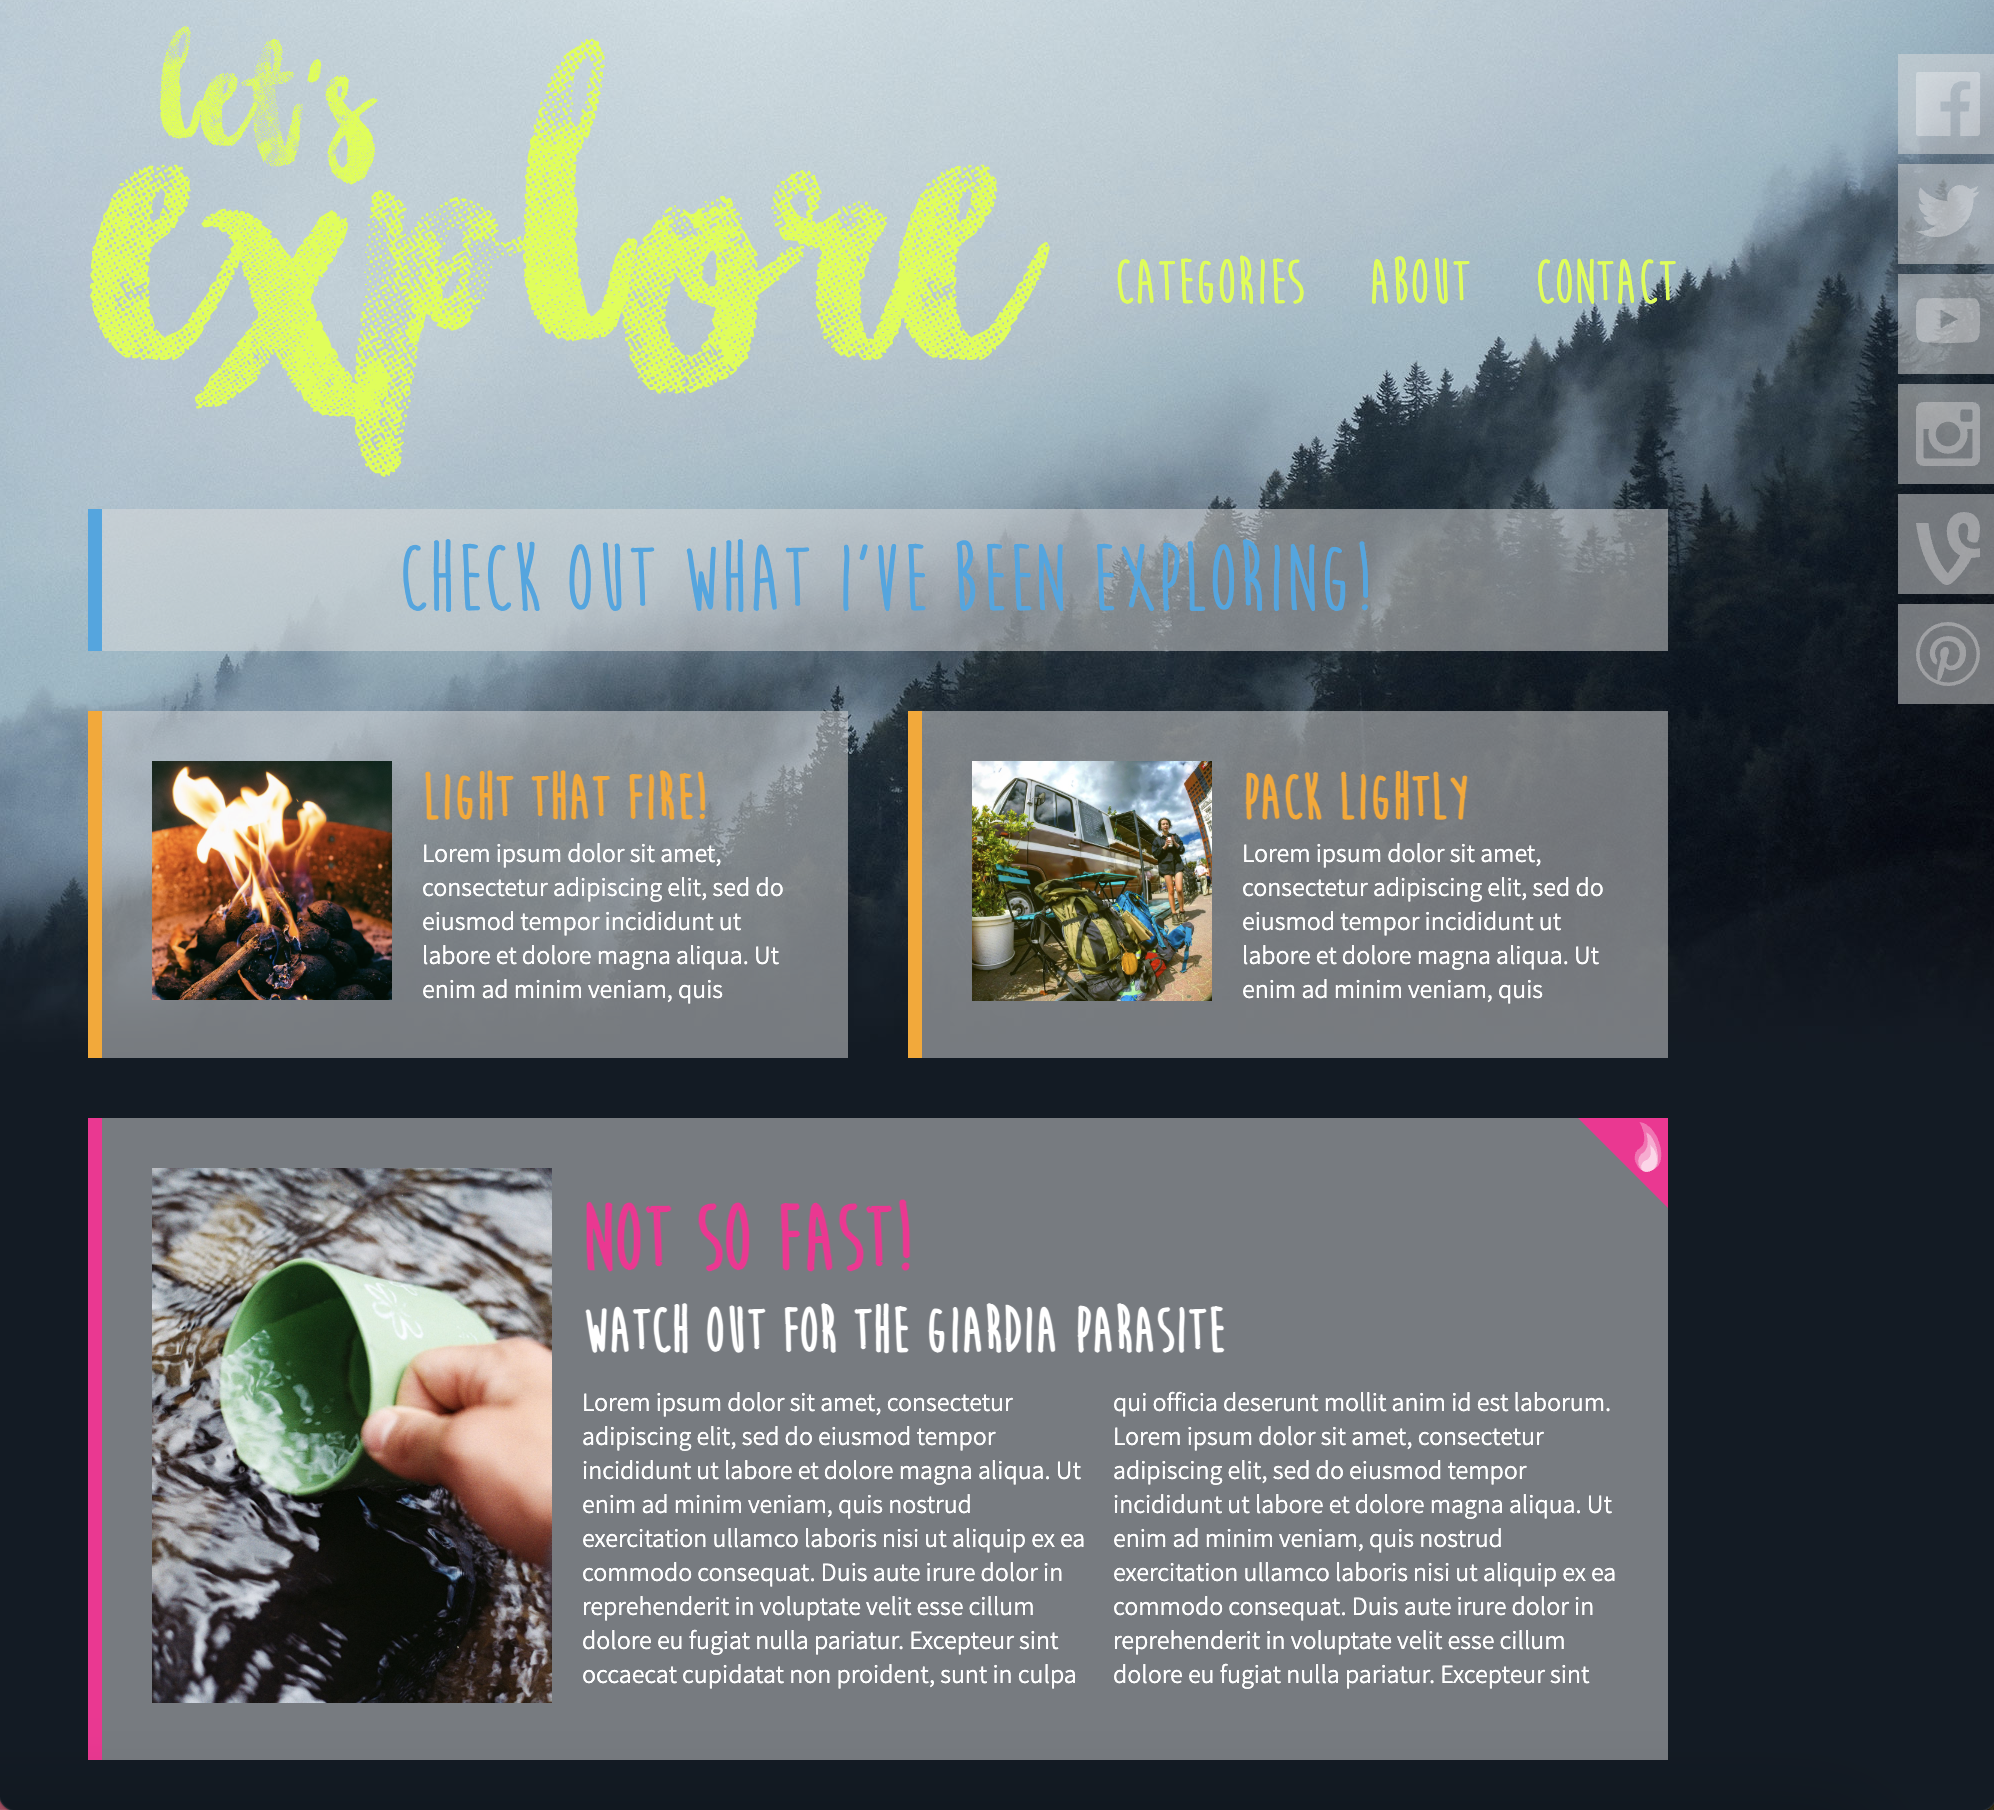 let's
explore
CATEGORIES ABOUT CONTACT
CHECK OUT WHAT I'VE BEEN EXPLORING!
LIGHT THAT FIRE!
Lorem ipsum dolor sit amet,
consectetur adipiscing elit, sed do
eiusmod tempor incididunt ut
labore et dolore magna aliqua. Ut
enim ad minim veniam, quis
PACK LIGHTLY
Lorem ipsum dolor sit amet,
consectetur adipiscing elit, sed do
eiusmod tempor incididunt ut
labore et dolore magna aliqua. Ut
enim ad minim veniam, quis
NOT SO FAST!
WATCH OUT FOR THE GIARDIA PARASITE
Lorem ipsum dolor sit amet, consectetur
adipiscing elit, sed do eiusmod tempor
incididunt ut labore et dolore magna aliqua. Ut
enim ad minim veniam, quis nostrud
exercitation ullamco laboris nisi ut aliquip ex ea
commodo consequat. Duis aute irure dolor in
reprehenderit in voluptate velit esse cillum
dolore eu fugiat nulla pariatur. Excepteur sint
occaecat cupidatat non proident, sunt in culpa
qui officia deserunt mollit anim id est laborum.
Lorem ipsum dolor sit amet, consectetur
adipiscing elit, sed do eiusmod tempor
incididunt ut labore et dolore magna aliqua. Ut
enim ad minim veniam, quis nostrud
exercitation ullamco laboris nisi ut aliquip ex ea
commodo consequat. Duis aute irure dolor in
reprehenderit in voluptate velit esse cillum
dolore eu fugiat nulla pariatur. Excepteur sint